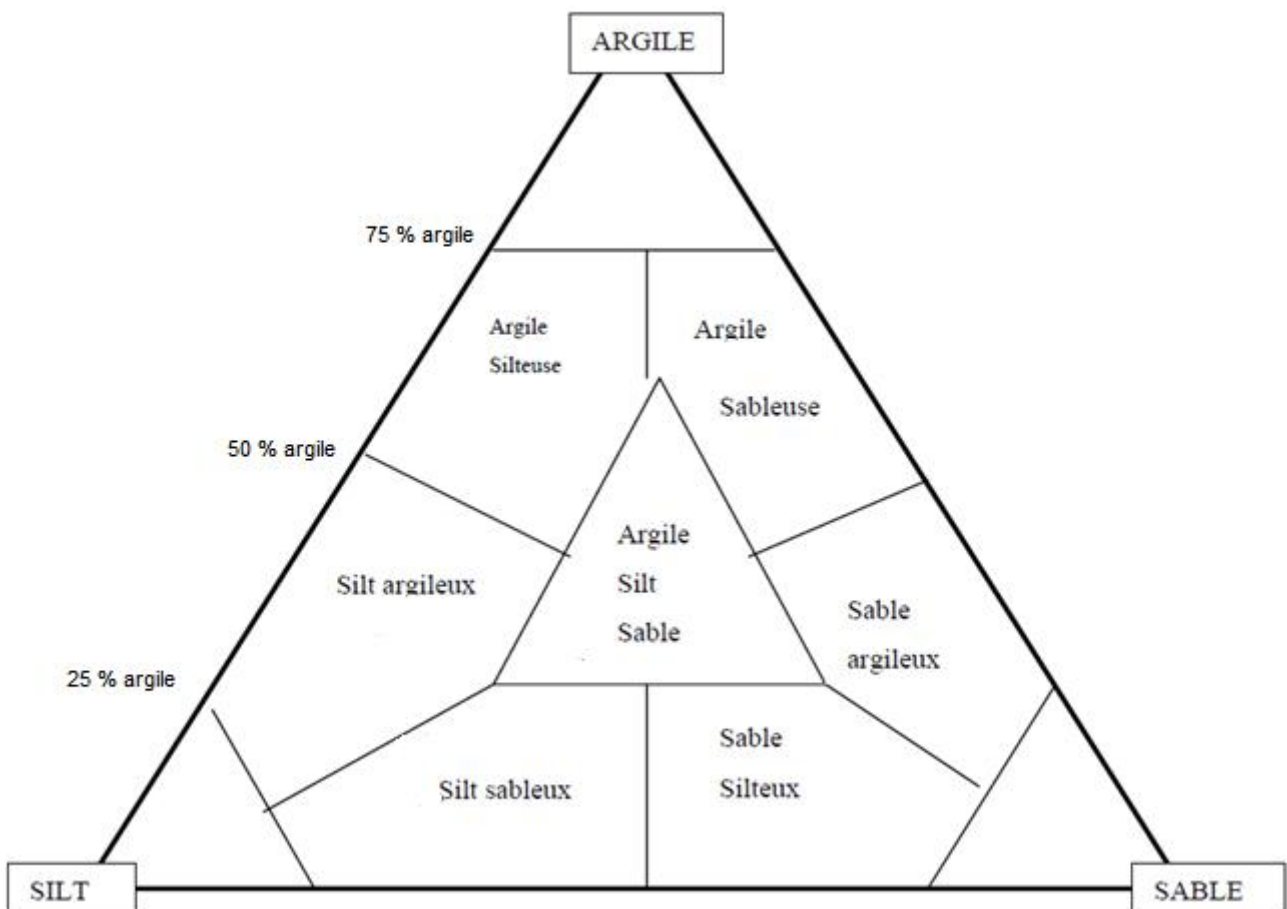 ARGILE
75 % argile
Argile
Silteuse
Argile
Sableuse
50 % argile
Argile
Silt
Sable
Silt argileux
Sable
argileux
25 % argile
Silt sableux
Sable
Silteux
SILT
SABLE